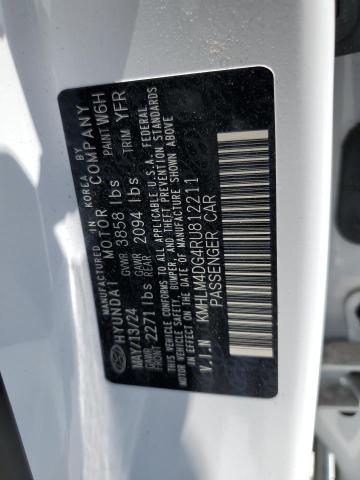 MANUFACTURED IN KOREA BY
HYUNDAI MOTOR COMPANY
MAY/13/24 GVWR 3858 lbs PAINT W6H
GAWR FRONT 2271 lbs GAWR REAR 2094 lbs TRIM YFR
THIS VEHICLE CONFORMS TO ALL APPLICABLE U.S.A. FEDERAL
MOTOR VEHICLE SAFETY, BUMPER, AND THEFT PREVENTION STANDARDS
IN EFFECT ON THE DATE OF MANUFACTURE SHOWN ABOVE
V.I.N KMHLM4DG4RU812211
PASSENGER CAR